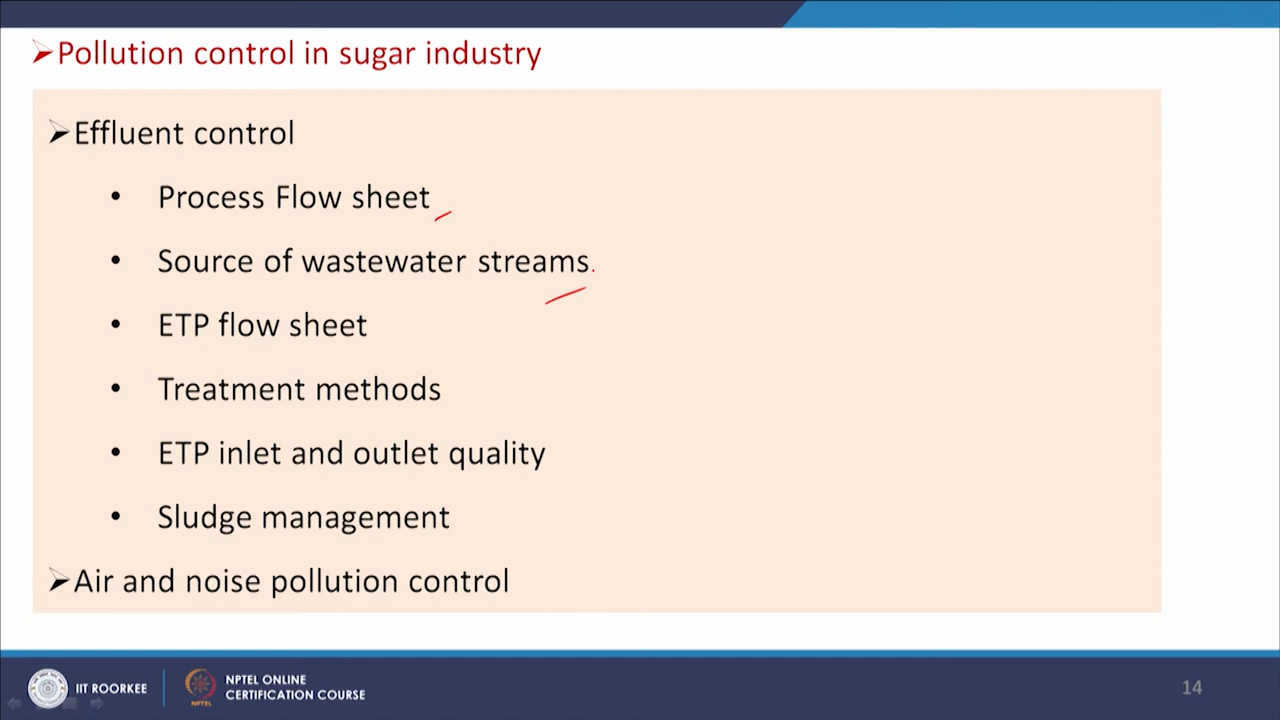 ➢Pollution control in sugar industry
➢Effluent control
• Process Flow sheet
• Source of wastewater streams
• ETP flow sheet
• Treatment methods
• ETP inlet and outlet quality
• Sludge management
➢Air and noise pollution control
IIT ROORKEE
NPTEL
NPTEL ONLINE
CERTIFICATION COURSE
14